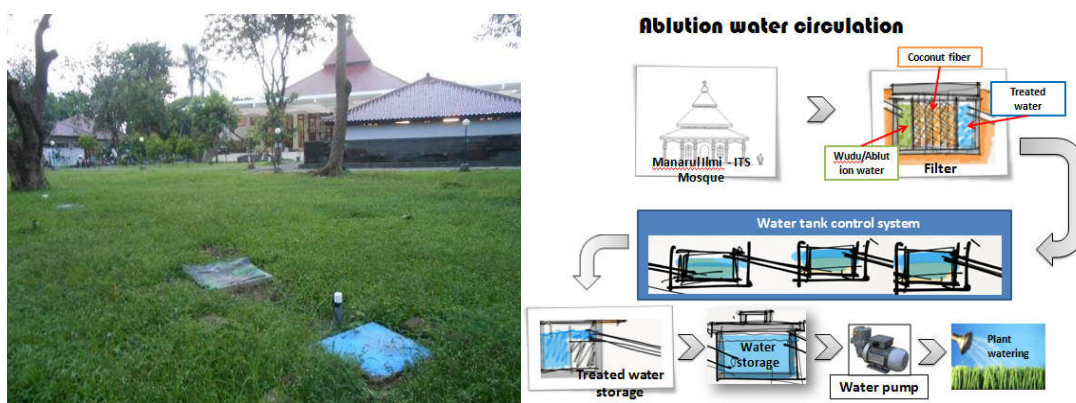 Ablution water circulation
Coconut fiber
Treated
water
Wudu/Ablut
ion water
Filter
Manarul Ilmi - ITS
Mosque
Water tank control system
Treated water
storage
Water
storage
Water pump
Plant
watering